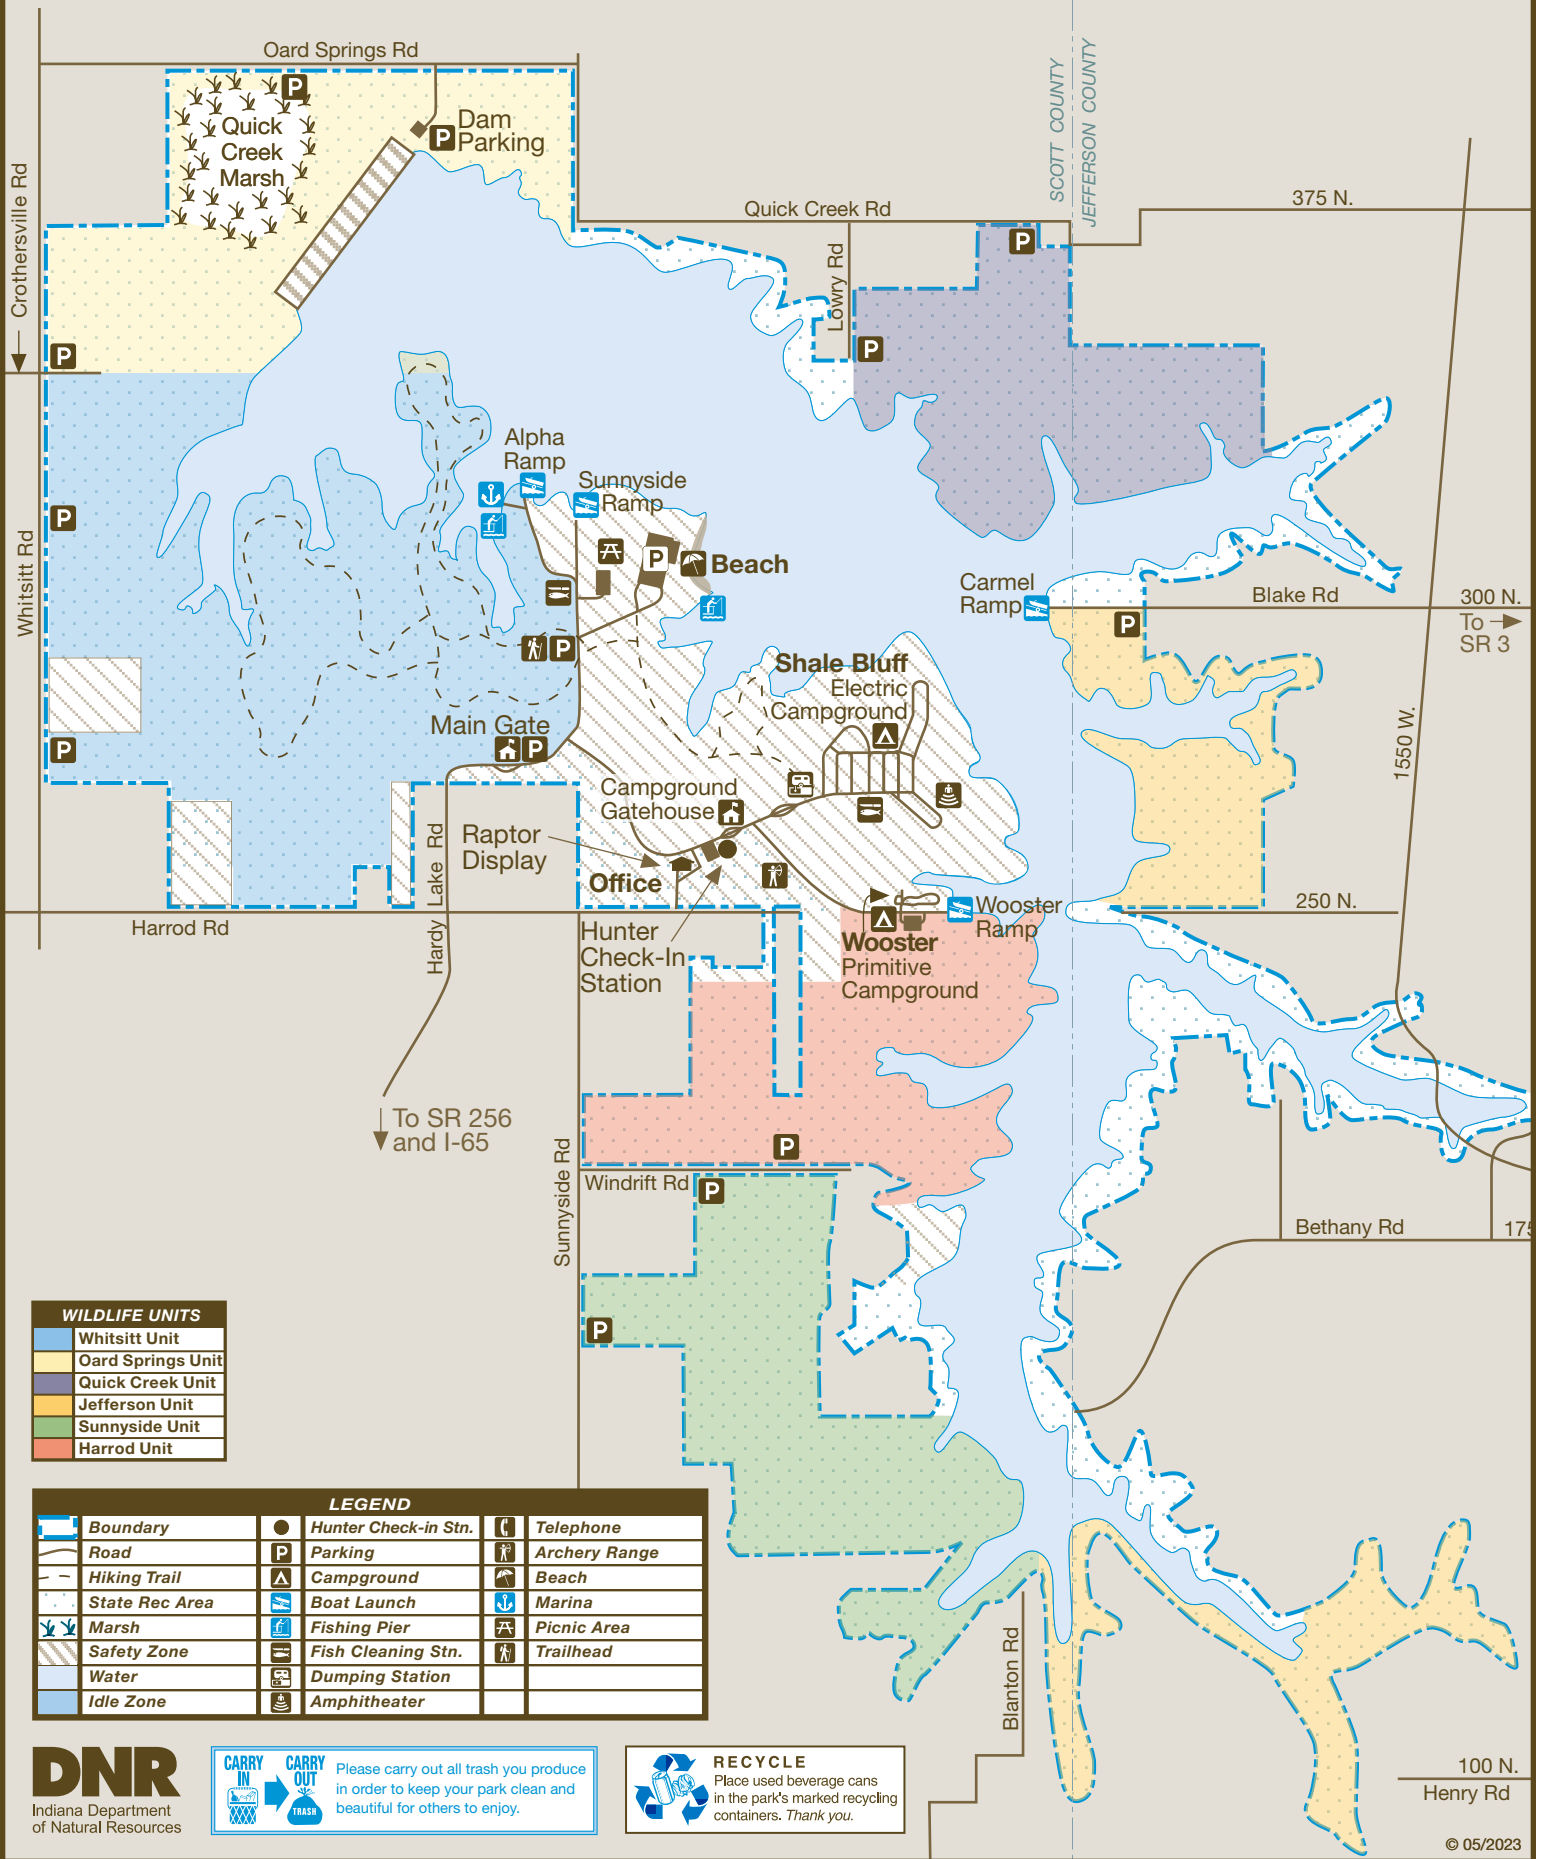 Oard Springs Rd
SCOTT COUNTY
JEFFERSON COUNTY
P
Quick
Creek
Marsh
P
Dam
Parking
Crothersville Rd
Quick Creek Rd
375 N.
Lowry Rd
P
P
P
Alpha
Ramp
Sunnyside
Ramp
P
Whitsitt Rd
P
Beach
Carmel
Ramp
Blake Rd
300 N.
To
SR 3
P
P
Shale Bluff
Electric
Campground
Main Gate
P
P
1550 W.
Campground
Gatehouse
Raptor
Display
Office
Hardy Lake Rd
Harrod Rd
250 N.
Wooster
Ramp
Hunter
Check-In
Station
Wooster
Primitive
Campground
To SR 256
and I-65
P
Sunnyside Rd
Windrift Rd
P
Bethany Rd
175
P
WILDLIFE UNITS
Whitsitt Unit
Oard Springs Unit
Quick Creek Unit
Jefferson Unit
Sunnyside Unit
Harrod Unit
LEGEND
Boundary
Hunter Check-in Stn.
Telephone
Road
P
Parking
Archery Range
Hiking Trail
Campground
Beach
State Rec Area
Boat Launch
Marina
Marsh
Fishing Pier
Picnic Area
Safety Zone
Fish Cleaning Stn.
Trailhead
Water
Dumping Station
Idle Zone
Amphitheater
Blanton Rd
DNR
Indiana Department
of Natural Resources
CARRY
IN
CARRY
OUT
TRASH
Please carry out all trash you produce
in order to keep your park clean and
beautiful for others to enjoy.
RECYCLE
Place used beverage cans
in the park's marked recycling
containers. Thank you.
100 N.
Henry Rd
© 05/2023